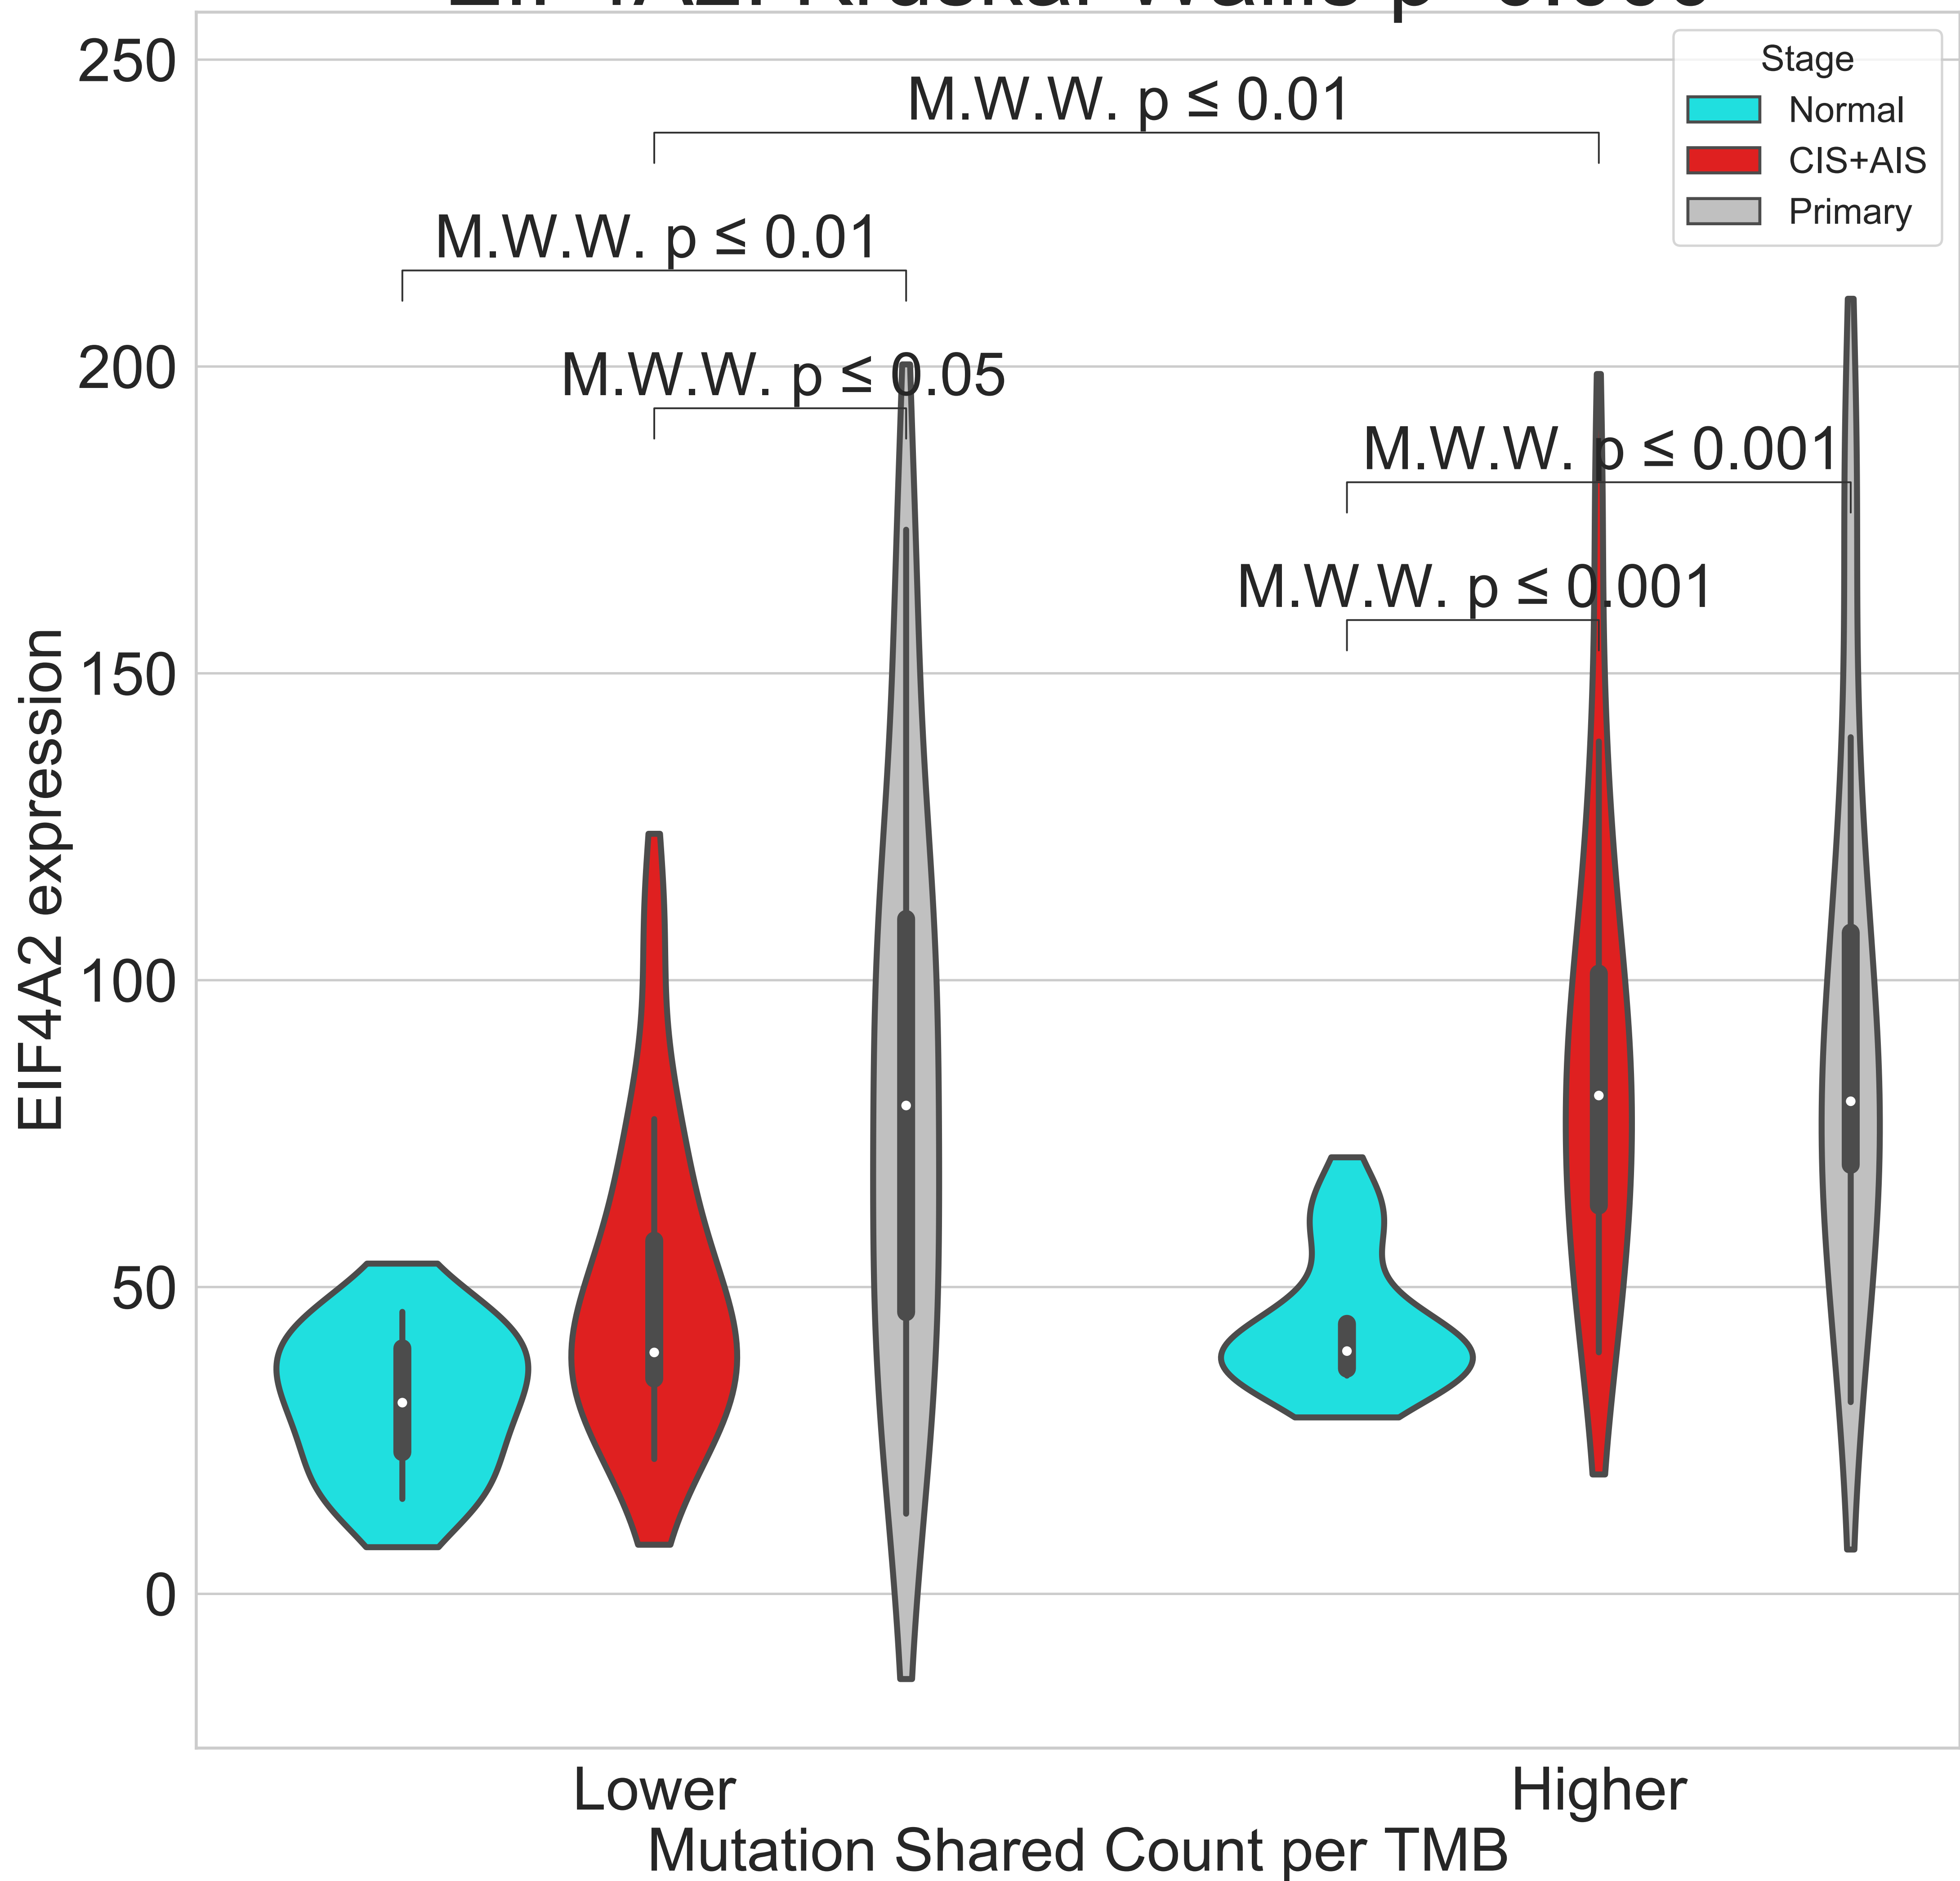 250
200
150
100
50
0
EIF4A2 expression
M.W.W. p ≤ 0.01
M.W.W. p ≤ 0.01
M.W.W. p ≤ 0.05
M.W.W. p ≤ 0.001
M.W.W. p ≤ 0.001
Stage
Normal
CIS+AIS
Primary
Lower
Higher
Mutation Shared Count per TMB